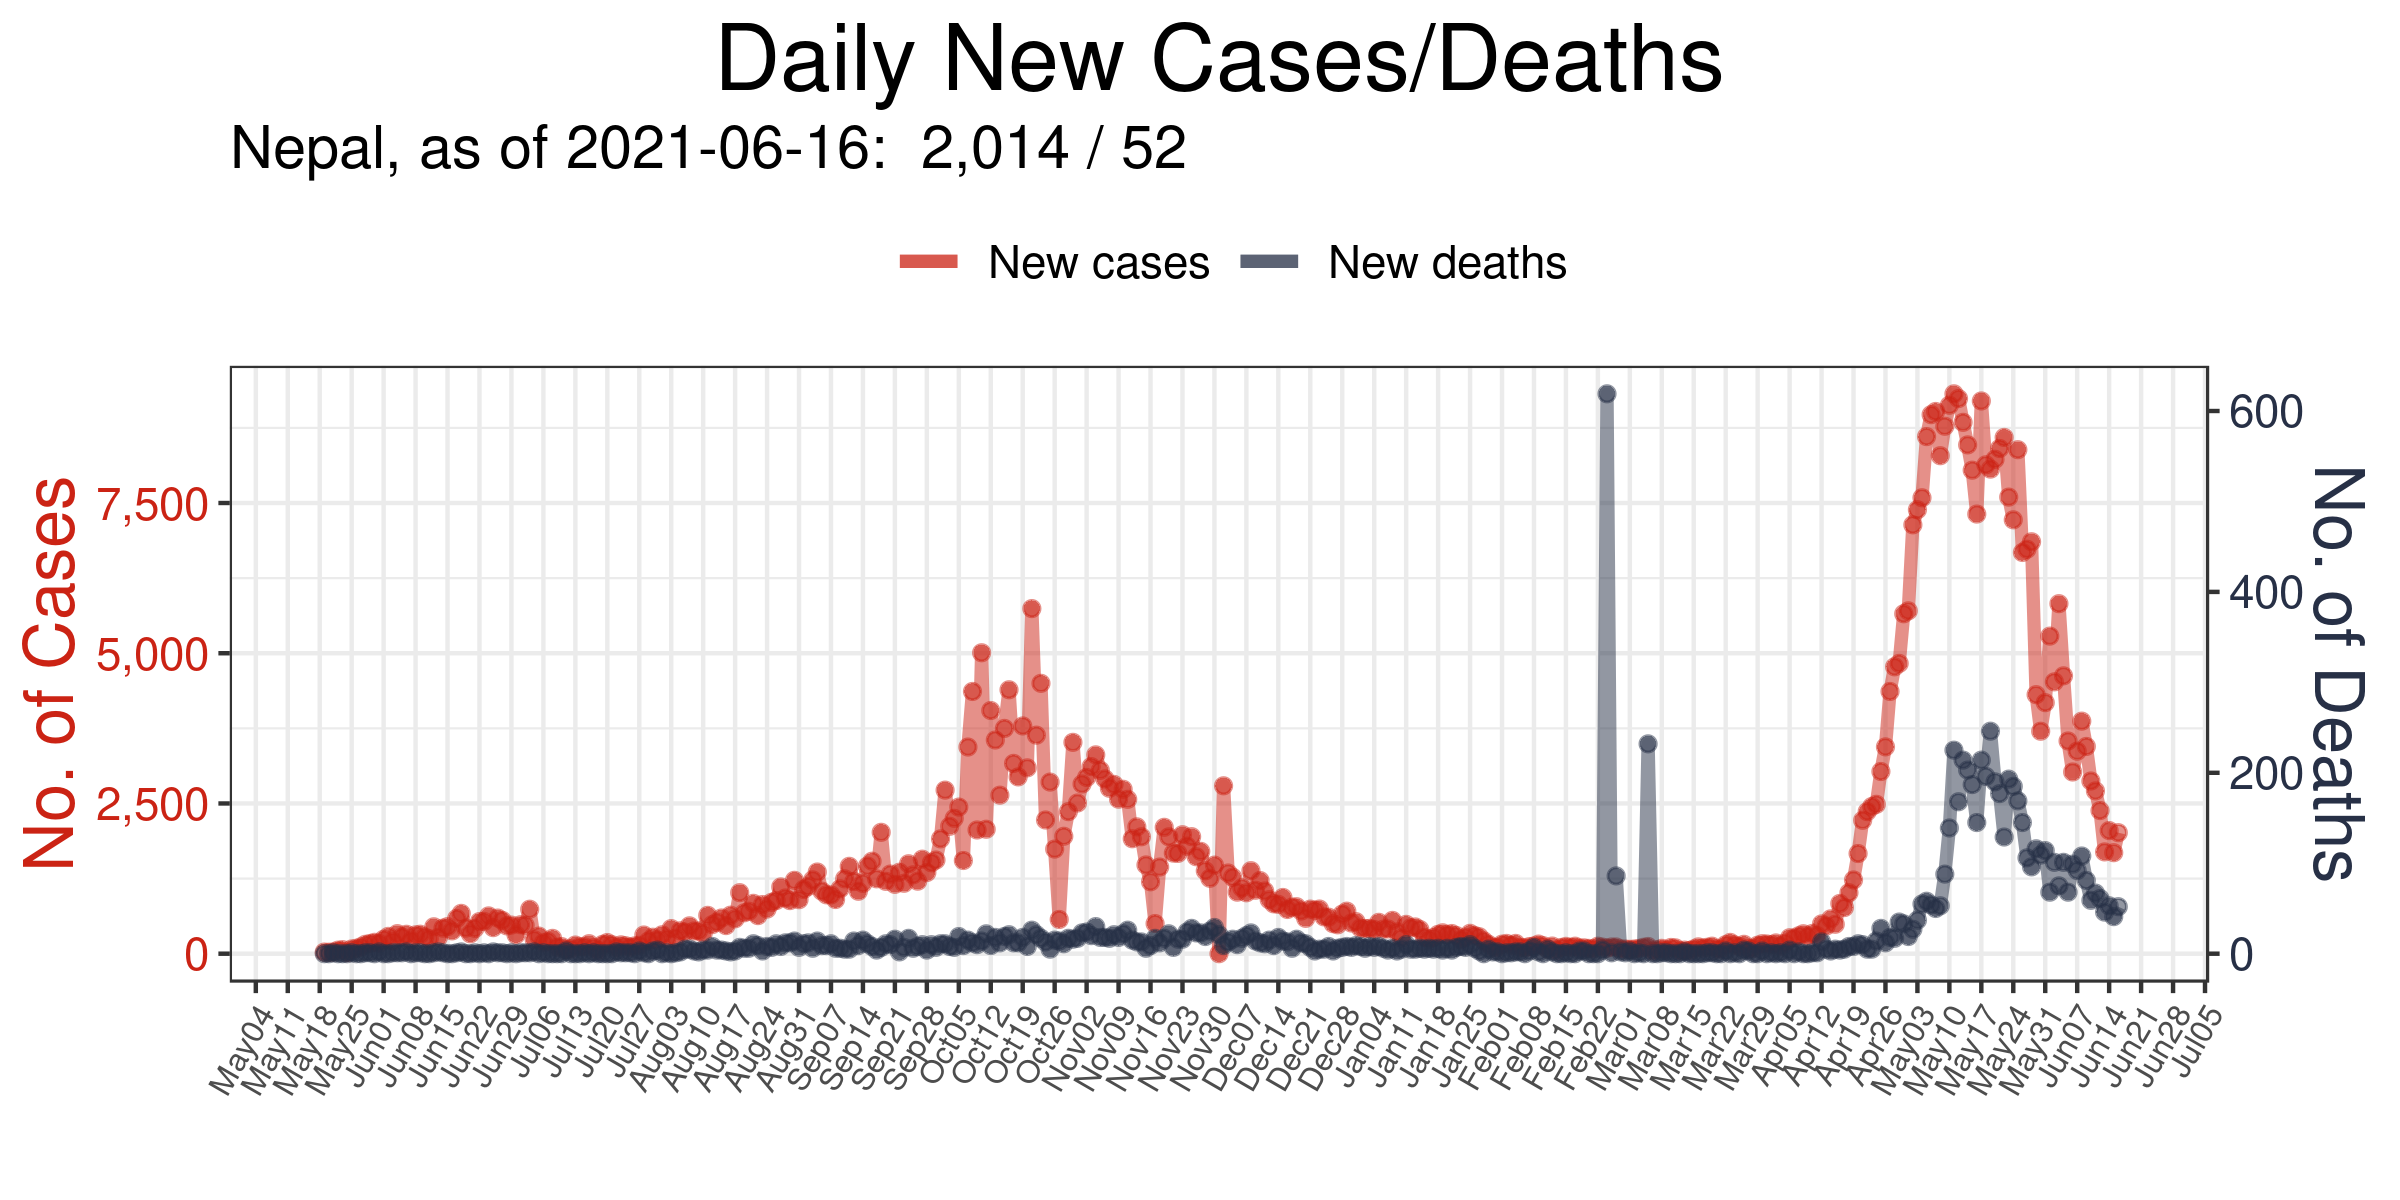 Daily New Cases/Deaths
Nepal, as of 2021-06-16: 2,014 / 52
New cases
New deaths
No. of Cases
7,500
5,000
2,500
0
600
400
200
0
No. of Deaths
May04
May11
May18
May25
Jun01
Jun08
Jun15
Jun22
Jun29
Jul06
Jul13
Jul20
Jul27
Aug03
Aug10
Aug17
Aug24
Aug31
Sep07
Sep14
Sep21
Sep28
Oct05
Oct12
Oct19
Oct26
Nov02
Nov09
Nov16
Nov23
Nov30
Dec07
Dec14
Dec21
Dec28
Jan04
Jan11
Jan18
Jan25
Feb01
Feb08
Feb15
Feb22
Mar01
Mar08
Mar15
Mar22
Mar29
Apr05
Apr12
Apr19
Apr26
May03
May10
May17
May24
May31
Jun07
Jun14
Jun21
Jun28
Jul05